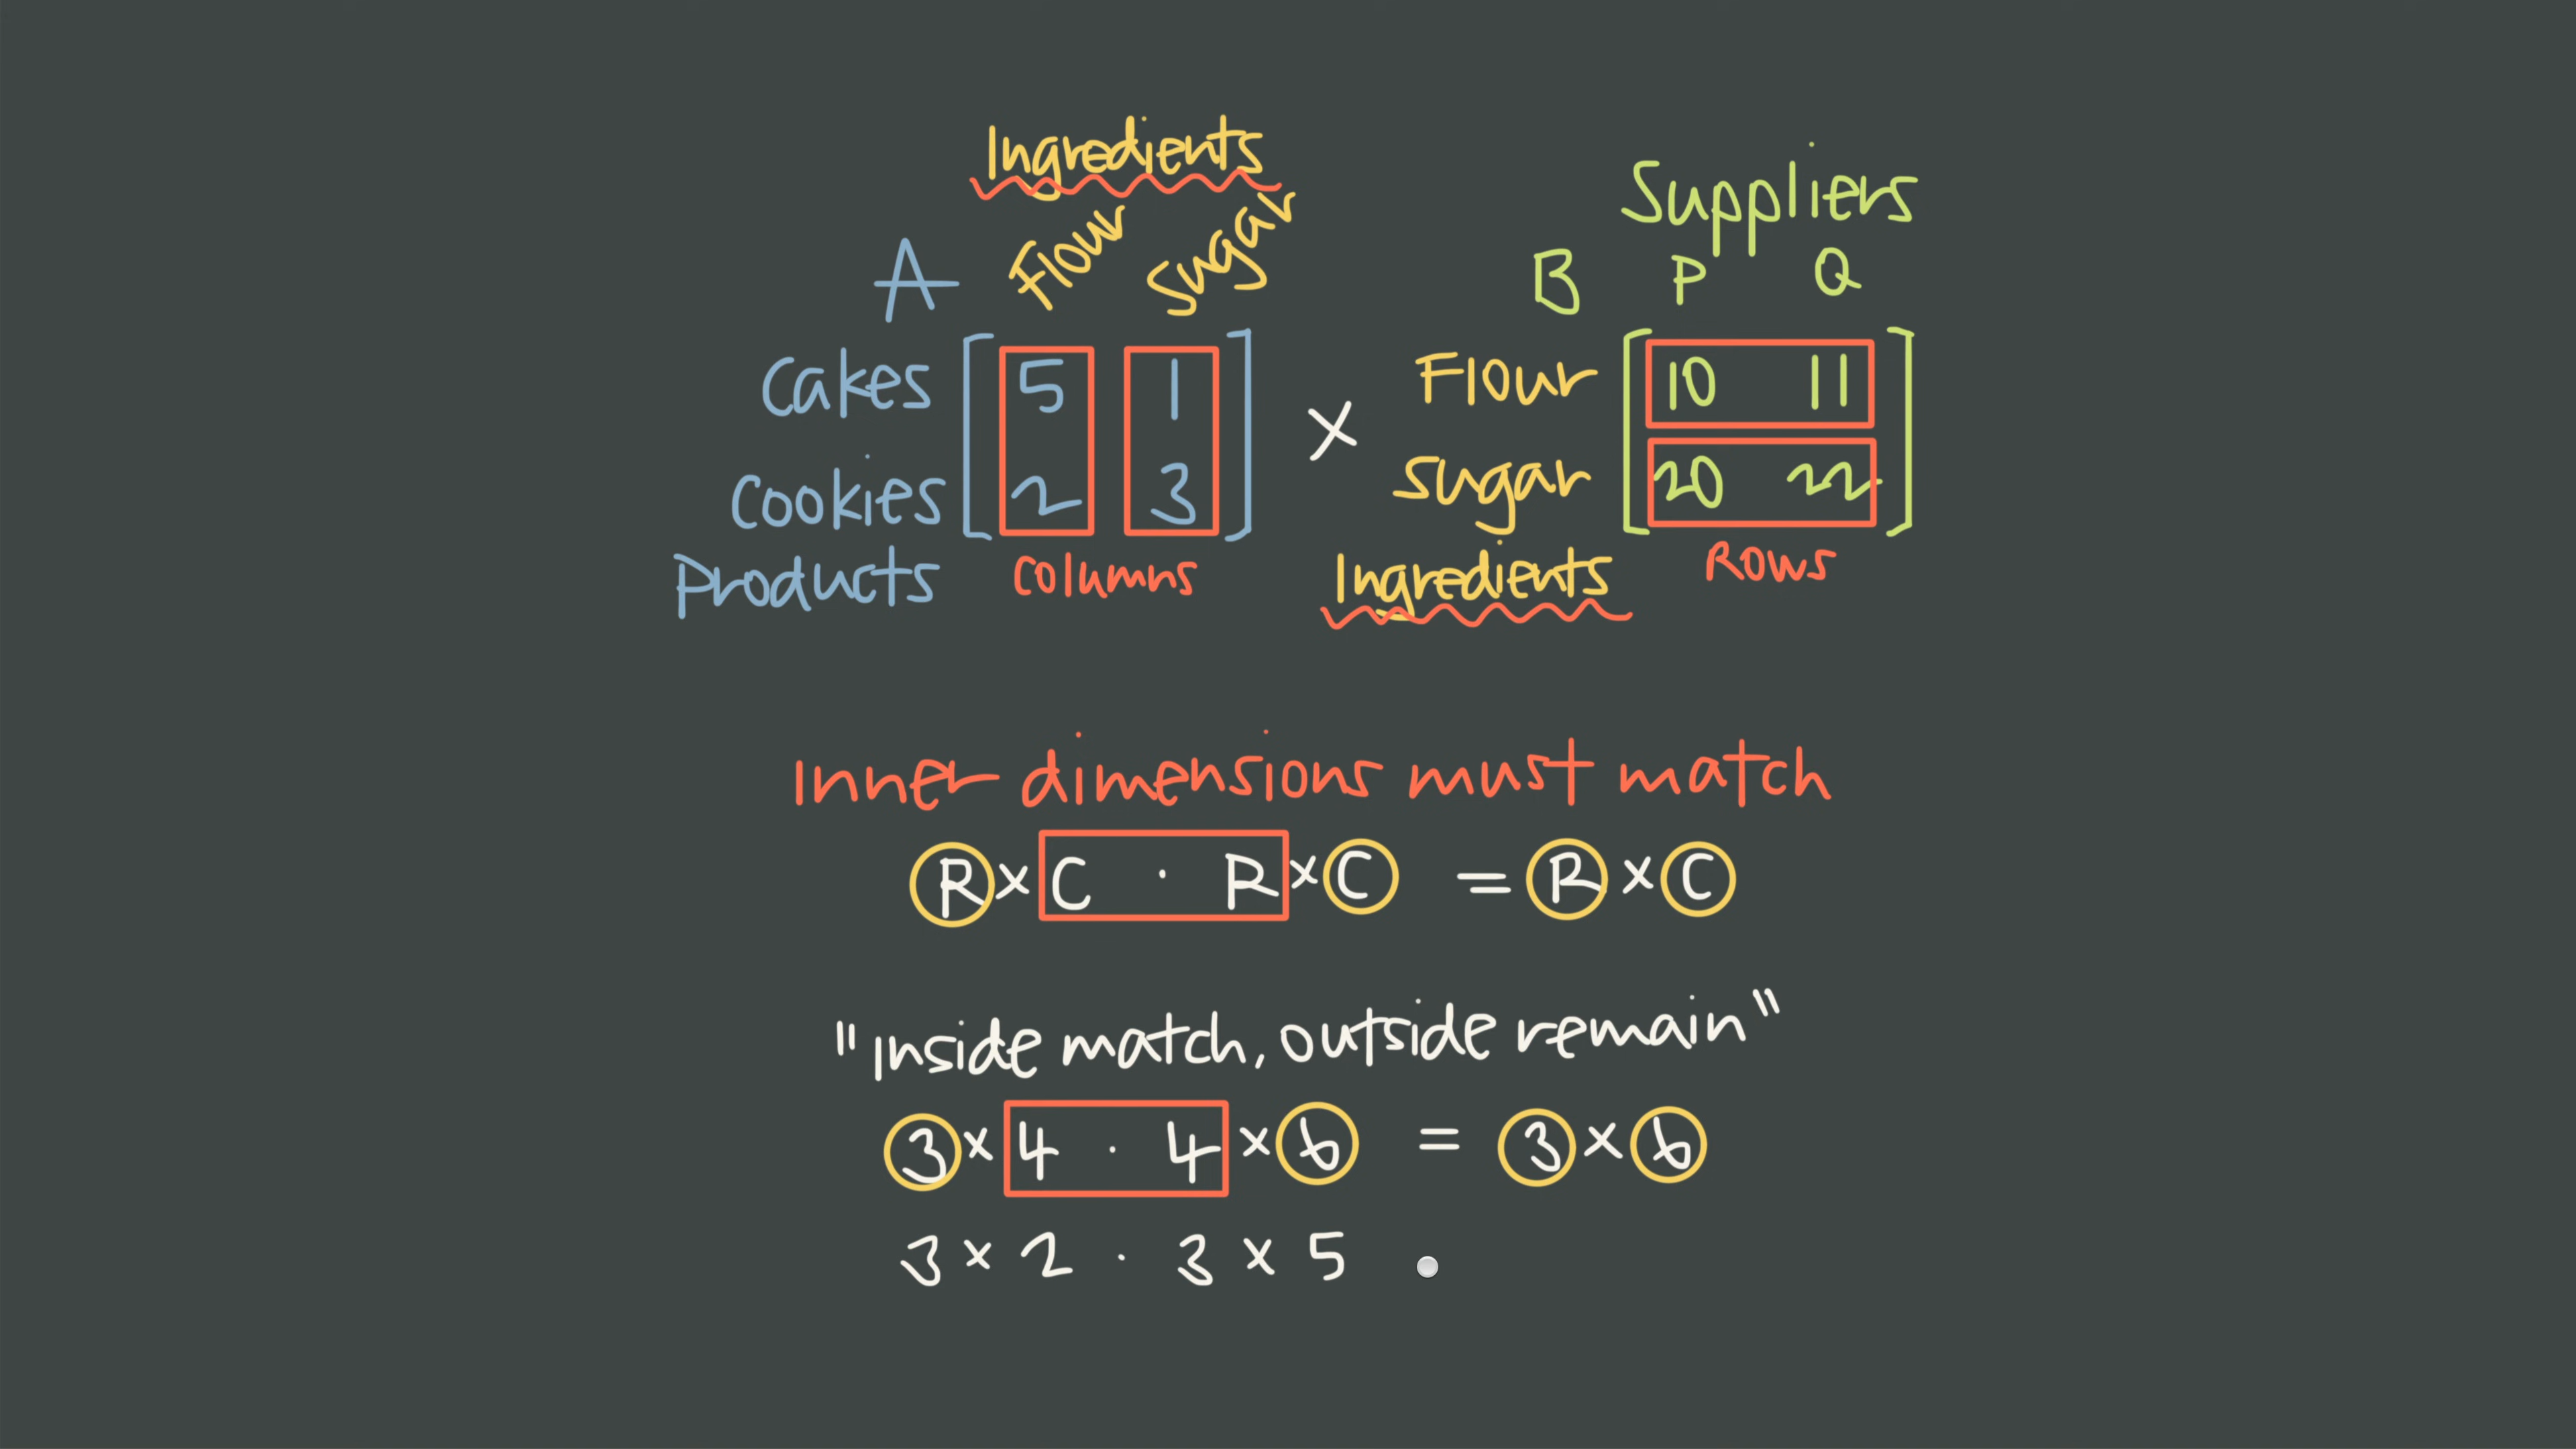 Ingredients
Suppliers
A Flour Sugar B P Q
Cakes [ 5 1 ] × Flour [ 10 11 ]
Cookies [ 2 3 ] Sugar [ 20 22 ]
Products Columns Ingredients Rows
Inner dimensions must match
R × C · R × C = R × C
"Inside match, outside remain"
3 × 4 · 4 × 6 = 3 × 6
3 × 2 · 3 × 5